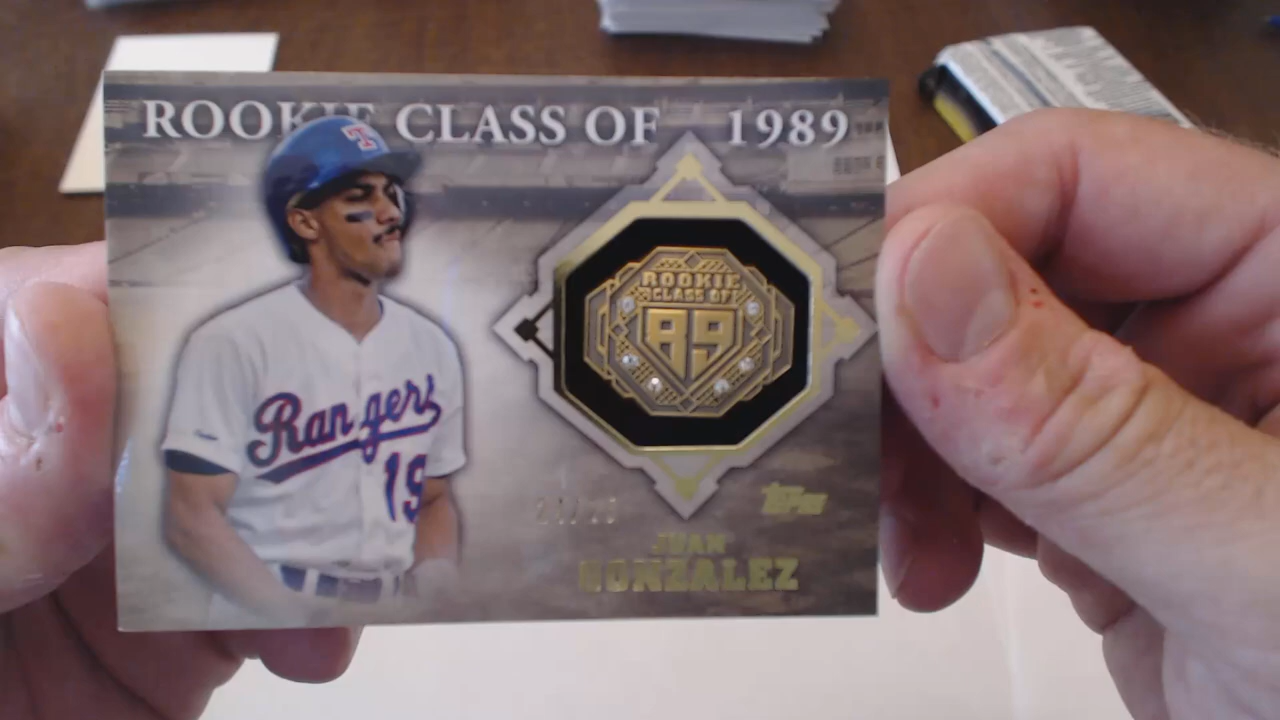 ROOKIE CLASS OF 1989
T
ROOKIE
CLASS OF
89
Rangers
19
Topps
JUAN
GONZALEZ